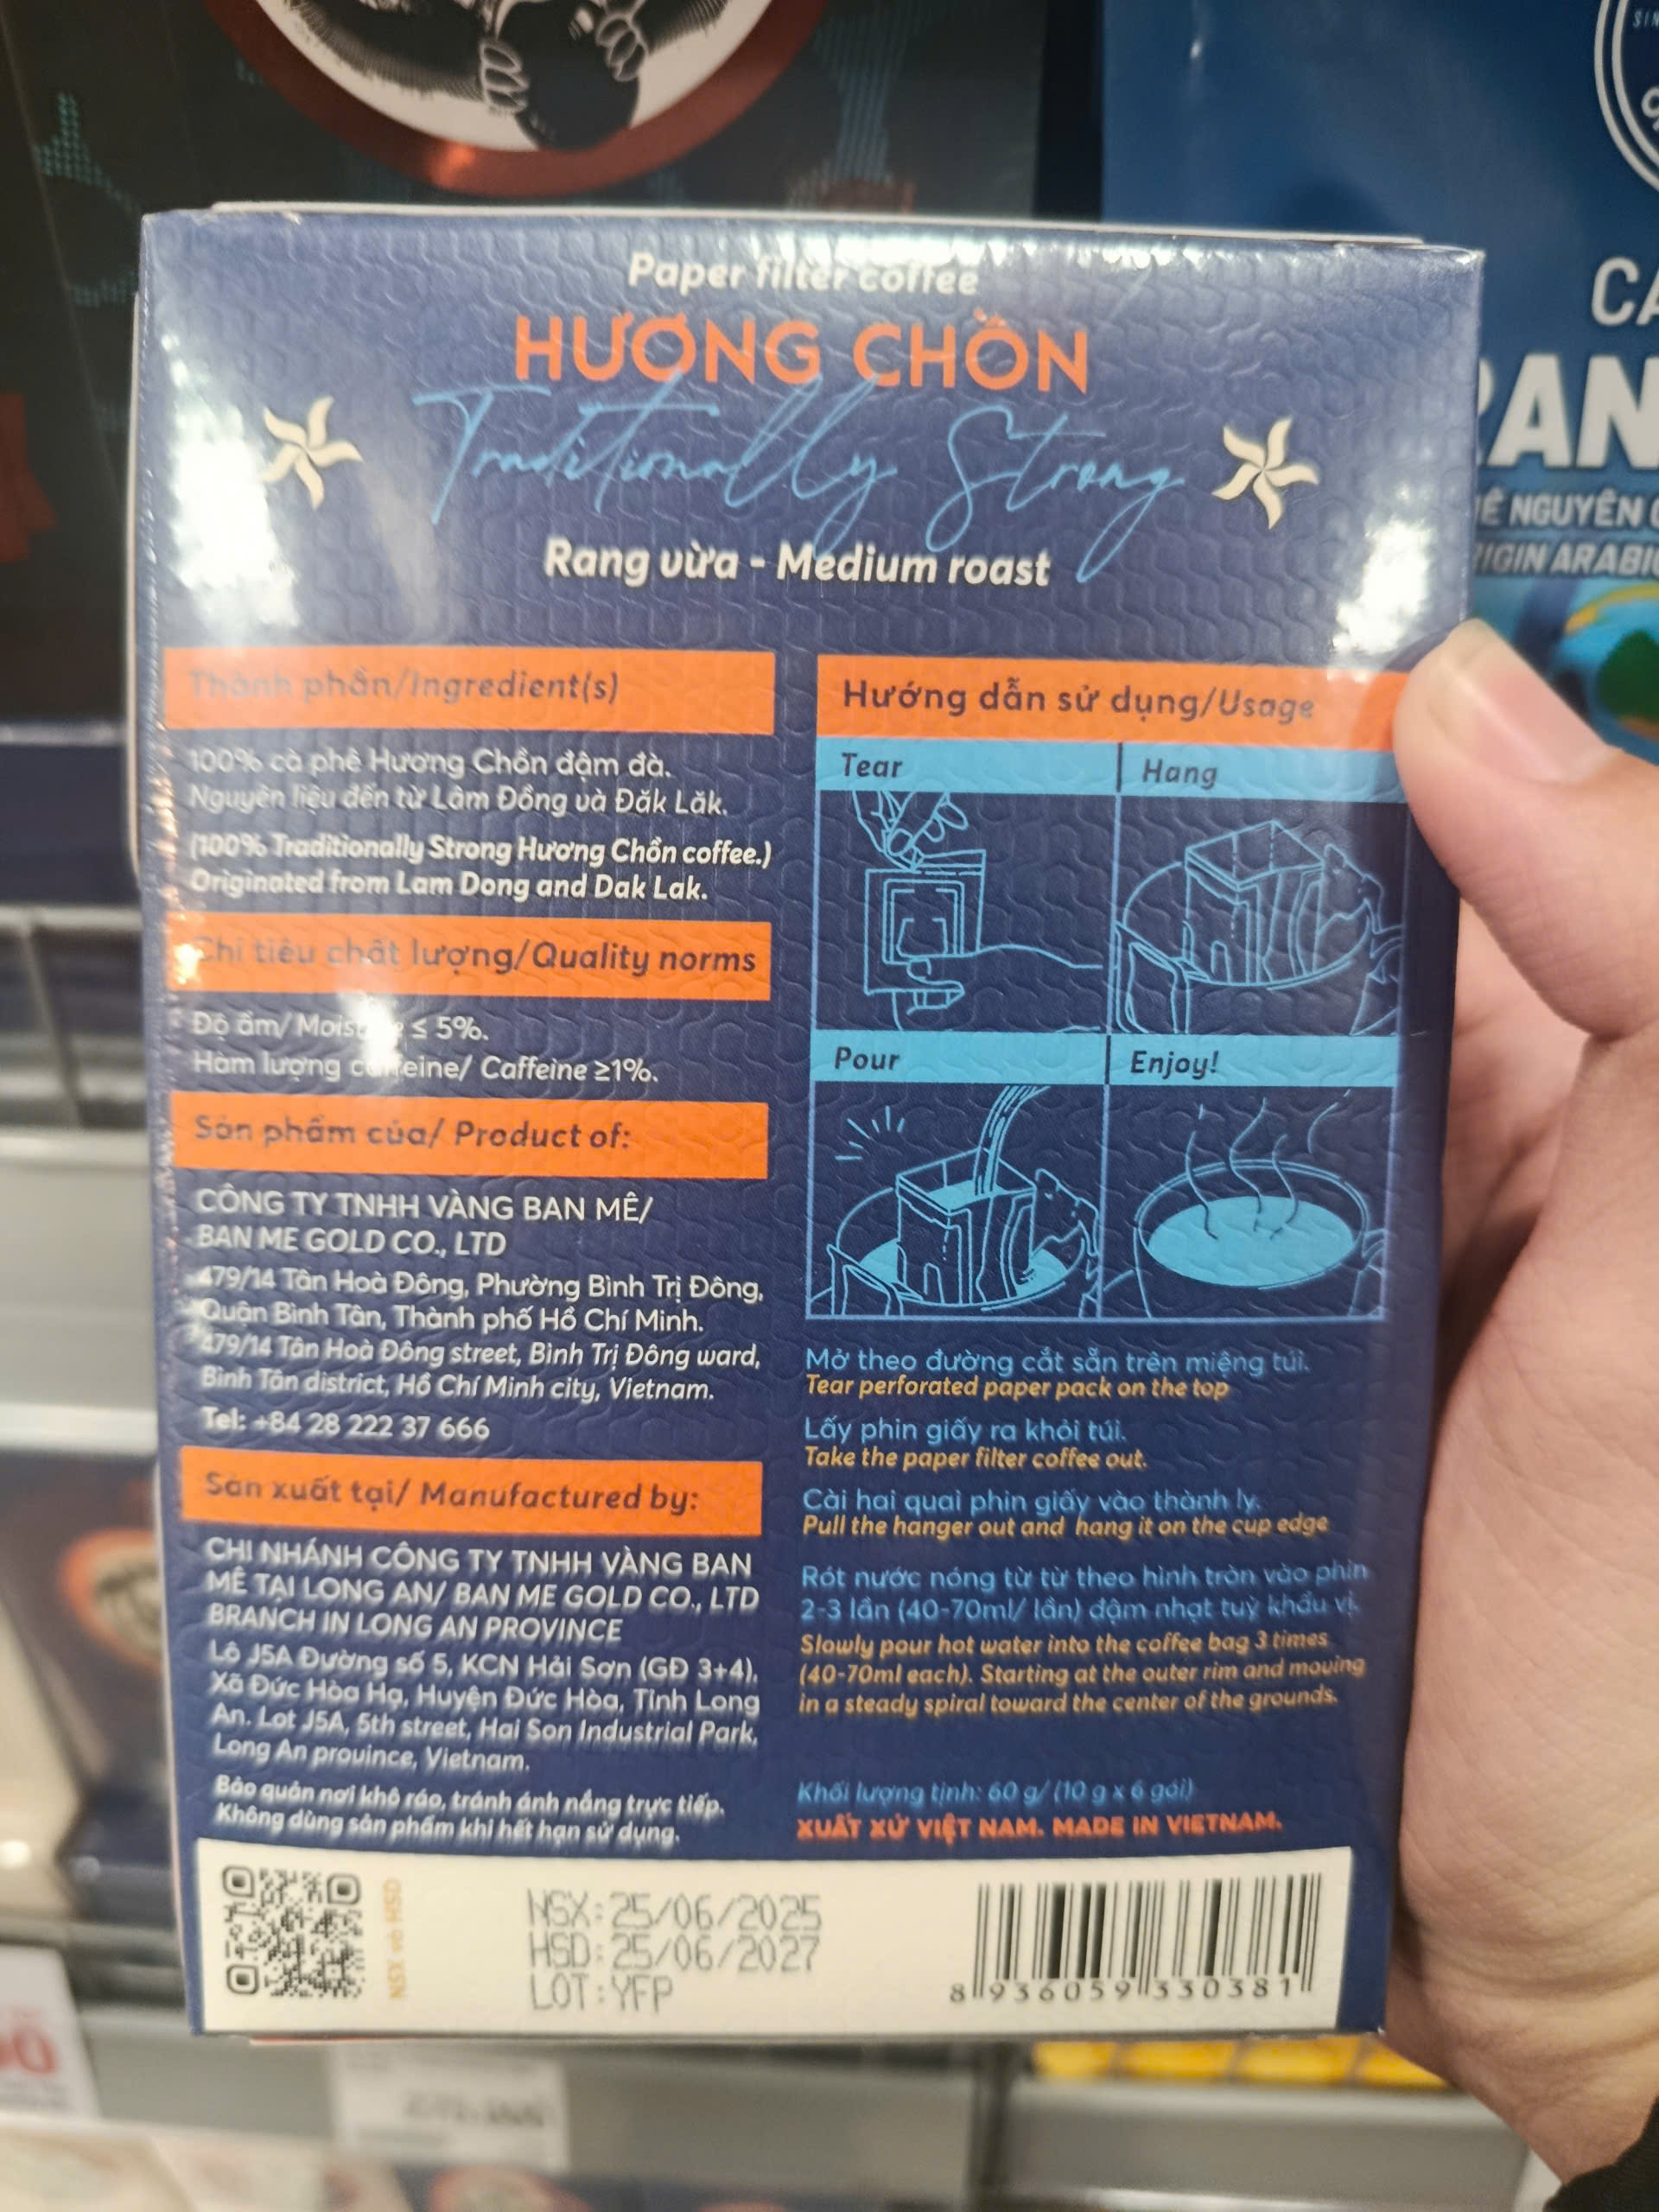 Paper filter coffee
HƯƠNG CHỒN
Traditionally Strong
Rang vừa - Medium roast
Thành phần/Ingredient(s)
100% cà phê Hương Chồn đậm đà.
Nguyên liệu đến từ Lâm Đồng và Đăk Lăk.
(100% Traditionally Strong Hương Chồn coffee.)
Originated from Lam Dong and Dak Lak.
Chỉ tiêu chất lượng/Quality norms
Độ ẩm/ ≤ 5%.
Hàm lượng caffeine/ Caffeine ≥1%.
Sản phẩm của/ Product of:
CÔNG TY TNHH VÀNG BAN MÊ/
BAN ME GOLD CO., LTD
479/14 Tân Hoà Đông, Phường Bình Trị Đông,
Quận Bình Tân, Thành phố Hồ Chí Minh.
479/14 Tân Hoà Đông street, Bình Trị Đông ward,
Bình Tân district, Hồ Chí Minh city, Vietnam.
Tel: +84 28 222 37 666
Sản xuất tại/ Manufactured by:
CHI NHÁNH CÔNG TY TNHH VÀNG BAN
MÊ TẠI LONG AN/ BAN ME GOLD CO., LTD
BRANCH IN LONG AN PROVINCE
Lô J5A Đường số 5, KCN Hải Sơn (GĐ 3+4),
Xã Đức Hòa Hạ, Huyện Đức Hòa, Tỉnh Long
An. Lot J5A, 5th street, Hai Son Industrial Park,
Long An province, Vietnam.
Bảo quản nơi khô ráo, tránh ánh nắng trực tiếp.
Không dùng sản phẩm khi hết hạn sử dụng.
Hướng dẫn sử dụng/Usage
Tear
Hang
Pour
Enjoy!
Mở theo đường cắt sẵn trên miệng túi.
Tear perforated paper pack on the top
Lấy phin giấy ra khỏi túi.
Take the paper filter coffee out.
Cài hai quai phin giấy vào thành ly.
Pull the hanger out and hang it on the cup edge
Rót nước nóng từ từ theo hình tròn vào phin
2-3 lần (40-70ml/ lần) đậm nhạt tuỳ khẩu vị.
Slowly pour hot water into the coffee bag 3 times
(40-70ml each). Starting at the outer rim and moving
in a steady spiral toward the center of the grounds.
Khối lượng tịnh: 60 g/ (10 g x 6 gói)
XUẤT XỨ VIỆT NAM. MADE IN VIETNAM.
NSX và HSD
NSX: 25/06/2025
HSD: 25/06/2027
LOT: YFP
8 936059 330381
NGUYÊN
ARABIC